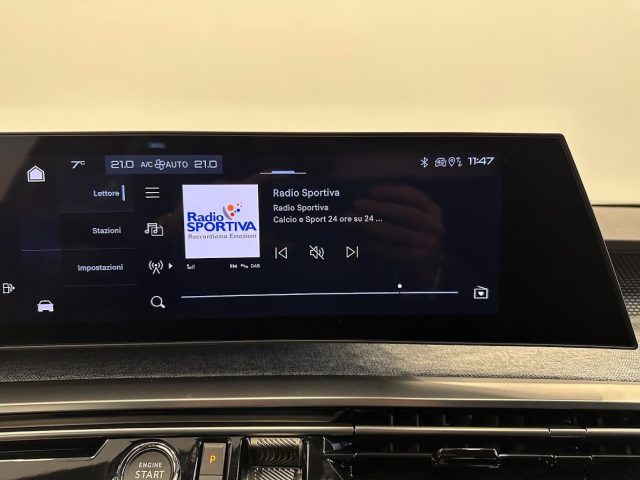 7°C 21.0 A/C AUTO 21.0 11:47
Lettore
Stazioni
Impostazioni
Radio
SPORTIVA
Raccontiamo Emozioni
Radio Sportiva
Radio Sportiva
Calcio e Sport 24 ore su 24 ...
FM DAB
ENGINE
START
P